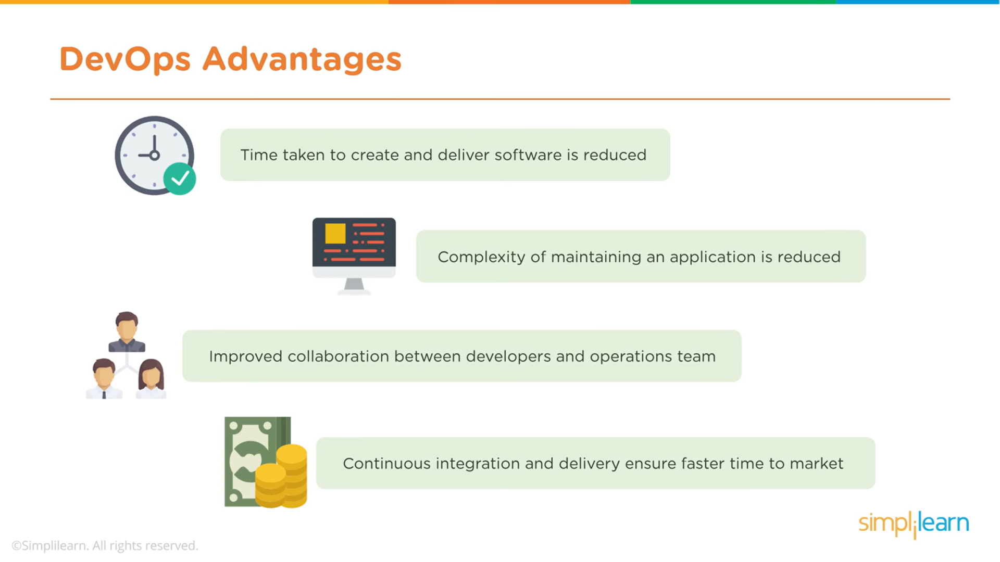 DevOps Advantages
Time taken to create and deliver software is reduced
Complexity of maintaining an application is reduced
Improved collaboration between developers and operations team
Continuous integration and delivery ensure faster time to market
simplilearn
©Simplilearn. All rights reserved.